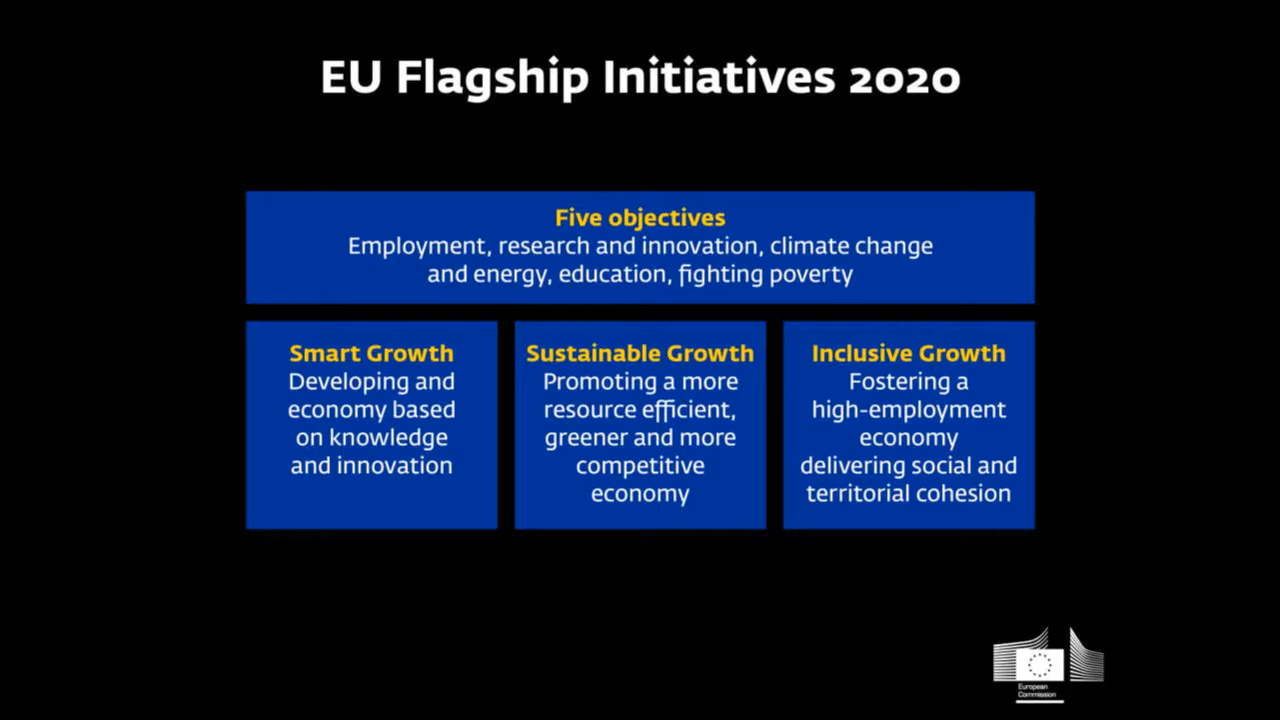 EU Flagship Initiatives 2020
Five objectives
Employment, research and innovation, climate change
and energy, education, fighting poverty
Smart Growth
Developing and
economy based
on knowledge
and innovation
Sustainable Growth
Promoting a more
resource efficient,
greener and more
competitive
economy
Inclusive Growth
Fostering a
high-employment
economy
delivering social and
territorial cohesion
European
Commission